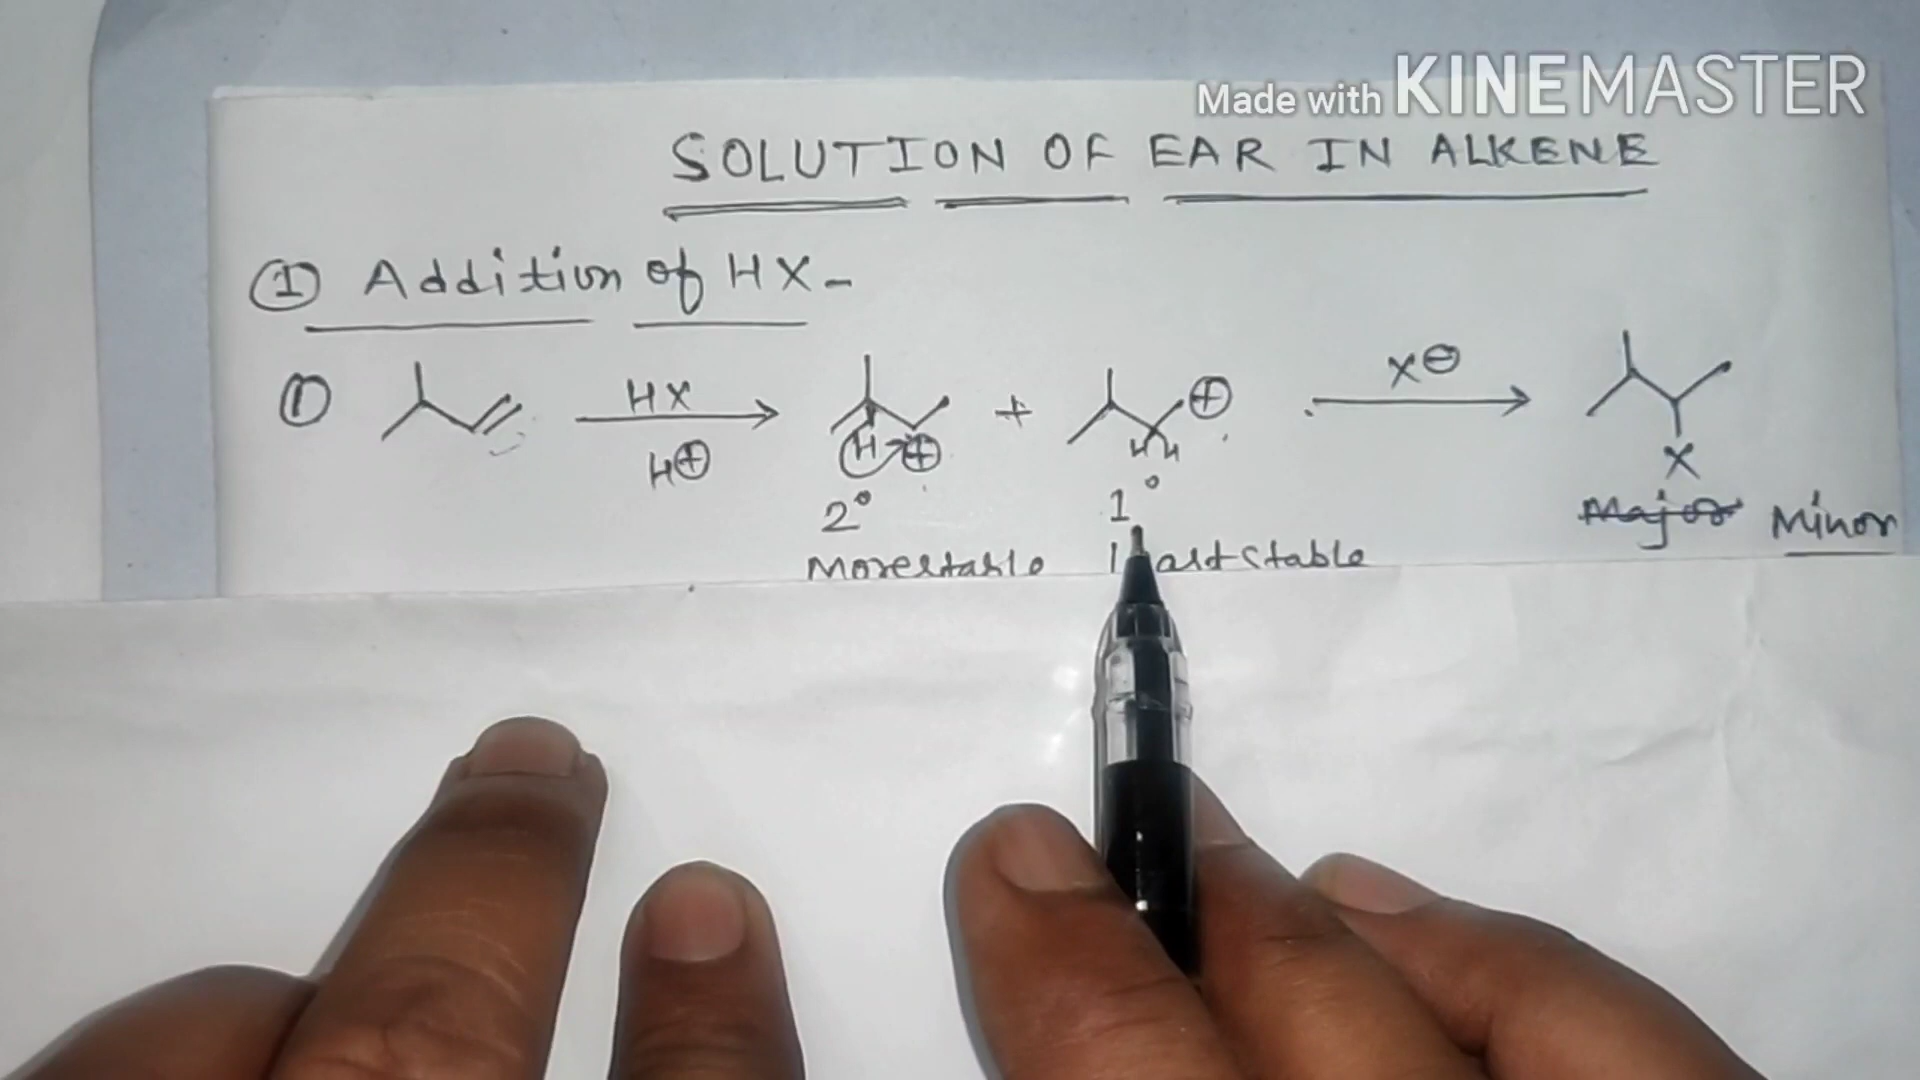 Made with KINEMASTER
SOLUTION OF EAR IN ALKENE
① Addition of HX-
① HX H⊕ H ⊕ + ⊕ H H X⊖ X
2° 1° Major Minor
Morestable stable